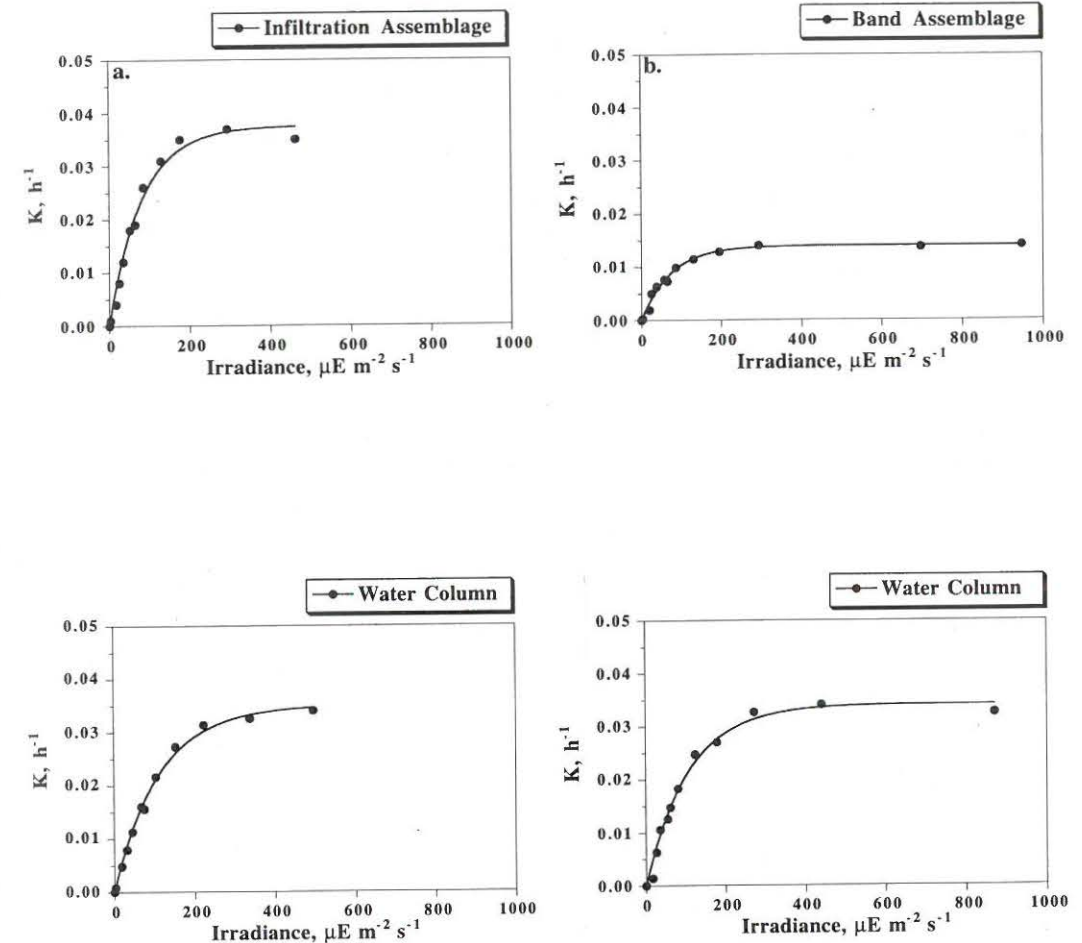 Infiltration Assemblage
a.
0.05
0.04
0.03
0.02
0.01
0.00
K, h⁻¹
0 200 400 600 800 1000
Irradiance, µE m⁻² s⁻¹
Band Assemblage
b.
0.05
0.04
0.03
0.02
0.01
0.00
K, h⁻¹
0 200 400 600 800 1000
Irradiance, µE m⁻² s⁻¹
Water Column
0.05
0.04
0.03
0.02
0.01
0.00
K, h⁻¹
0 200 400 600 800 1000
Irradiance, µE m⁻² s⁻¹
Water Column
0.05
0.04
0.03
0.02
0.01
0.00
K, h⁻¹
0 200 400 600 800 1000
Irradiance, µE m⁻² s⁻¹